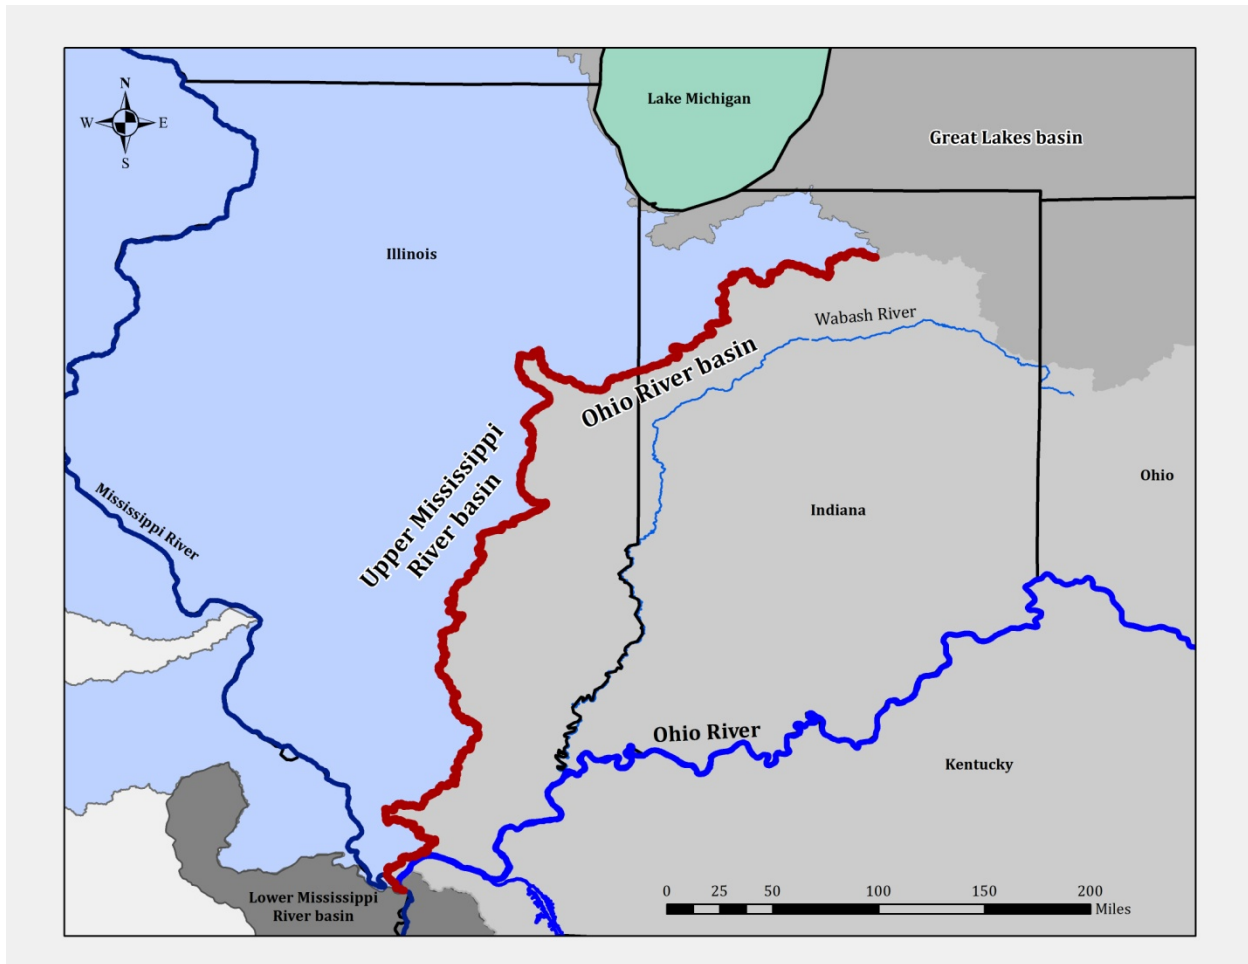 N
W
E
S
Lake Michigan
Great Lakes basin
Illinois
Wabash River
Ohio River basin
Upper Mississippi
River basin
Mississippi River
Ohio
Indiana
Ohio River
Kentucky
Lower Mississippi
River basin
0 25 50 100 150 200
Miles